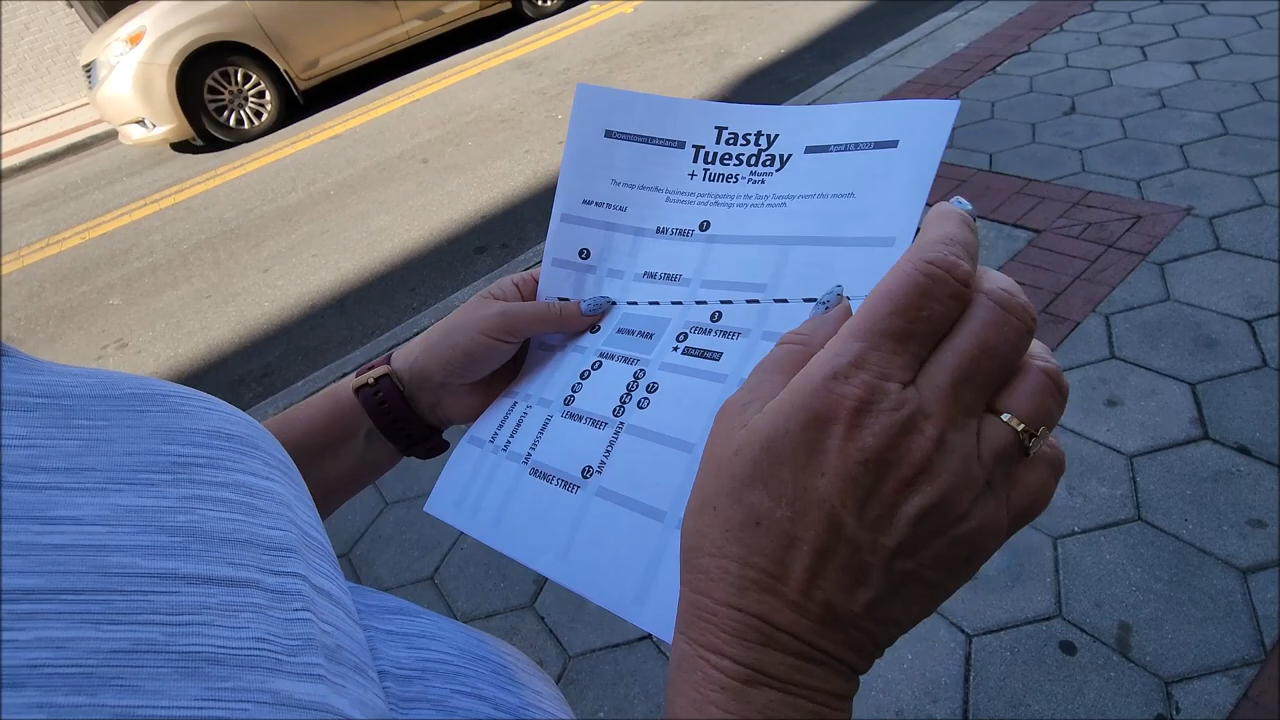 Downtown Lakeland
Tasty
Tuesday
+ Tunes in Munn Park
April 18, 2023
The map identifies businesses participating in the Tasty Tuesday event this month.
Businesses and offerings vary each month.
MAP NOT TO SCALE
1
BAY STREET
2
PINE STREET
3
MUNN PARK
6 CEDAR STREET
★ START HERE
MAIN STREET
8
16
9
15 17
10
14 18
11
13
LEMON STREET
MISSOURI AVE
S. FLORIDA AVE
TENNESSEE AVE
KENTUCKY AVE
12
ORANGE STREET